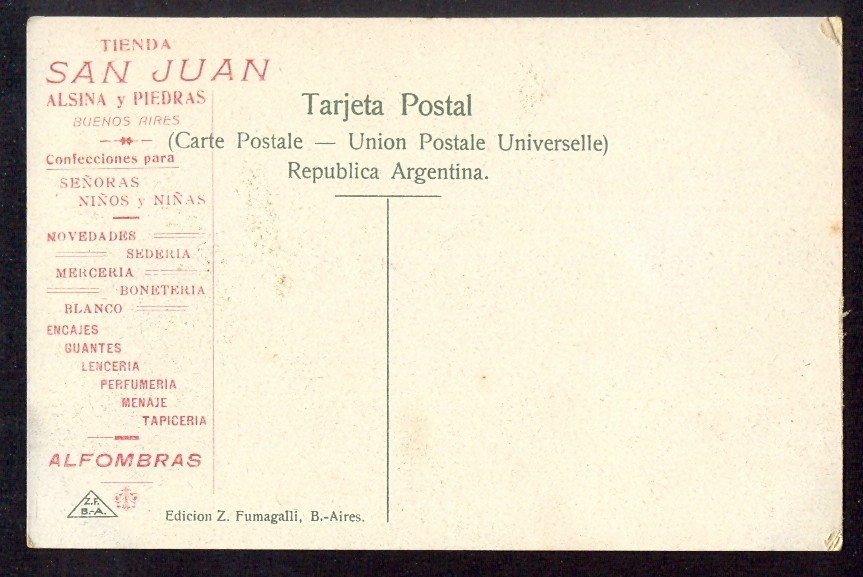 TIENDA
SAN JUAN
ALSINA y PIEDRAS
BUENOS AIRES
Confecciones para
SEÑORAS
NIÑOS y NIÑAS
NOVEDADES
SEDERIA
MERCERIA
BONETERIA
BLANCO
ENCAJES
GUANTES
LENCERIA
PERFUMERIA
MENAJE
TAPICERIA
ALFOMBRAS
Z.F.
B.-A.
Tarjeta Postal
(Carte Postale — Union Postale Universelle)
Republica Argentina.
Edicion Z. Fumagalli, B.-Aires.